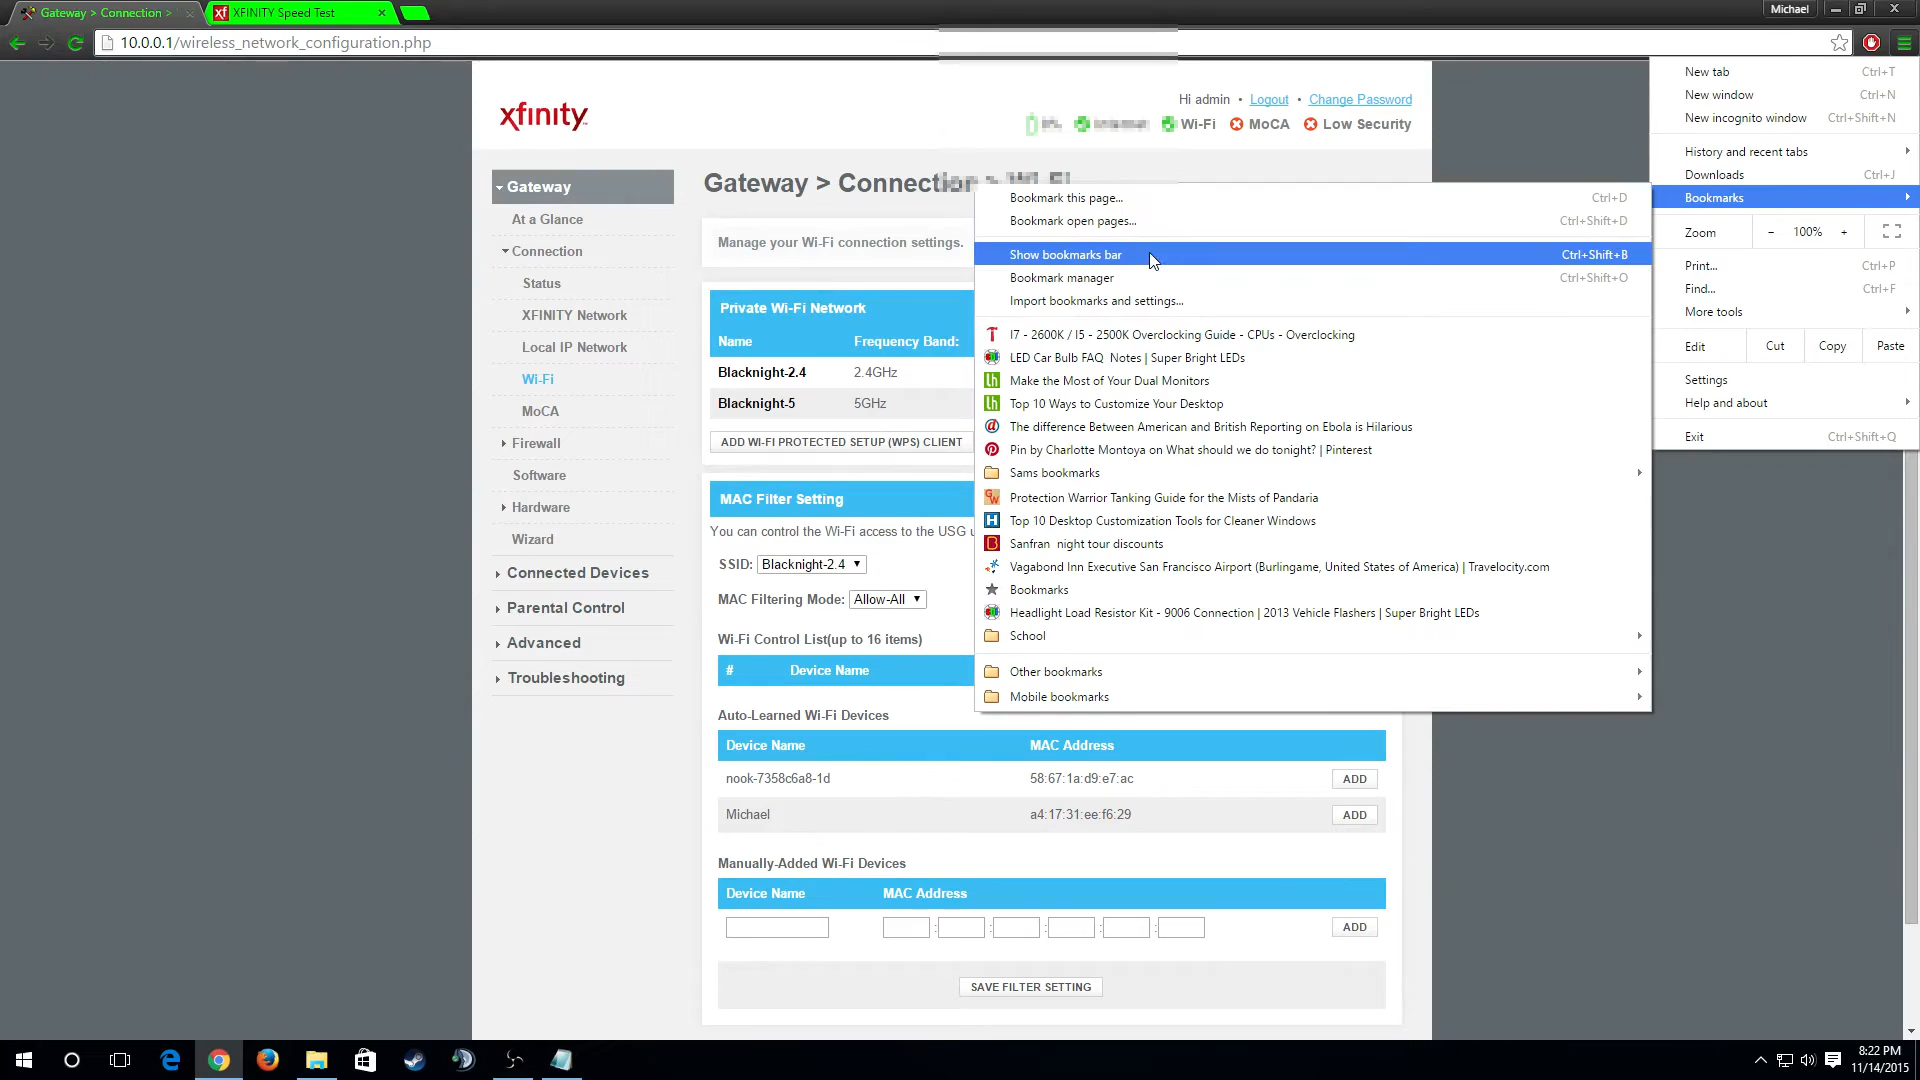 Gateway > Connection >
XFINITY Speed Test
Michael
10.0.0.1/wireless_network_configuration.php
xfinity
Hi admin • Logout • Change Password
Wi-Fi MoCA Low Security
Gateway > Connection > Wi-Fi
Manage your Wi-Fi connection settings.
Gateway
At a Glance
Connection
Status
XFINITY Network
Local IP Network
Wi-Fi
MoCA
Firewall
Software
Hardware
Wizard
Connected Devices
Parental Control
Advanced
Troubleshooting
Private Wi-Fi Network
Name Frequency Band:
Blacknight-2.4 2.4GHz
Blacknight-5 5GHz
ADD WI-FI PROTECTED SETUP (WPS) CLIENT
MAC Filter Setting
You can control the Wi-Fi access to the USG
SSID: Blacknight-2.4
MAC Filtering Mode: Allow-All
Wi-Fi Control List(up to 16 items)
# Device Name
Auto-Learned Wi-Fi Devices
Device Name MAC Address
nook-7358c6a8-1d 58:67:1a:d9:e7:ac ADD
Michael a4:17:31:ee:f6:29 ADD
Manually-Added Wi-Fi Devices
Device Name MAC Address
: : : : : ADD
SAVE FILTER SETTING
Bookmark this page... Ctrl+D
Bookmark open pages... Ctrl+Shift+D
Show bookmarks bar Ctrl+Shift+B
Bookmark manager Ctrl+Shift+O
Import bookmarks and settings...
I7 - 2600K / I5 - 2500K Overclocking Guide - CPUs - Overclocking
LED Car Bulb FAQ Notes | Super Bright LEDs
Make the Most of Your Dual Monitors
Top 10 Ways to Customize Your Desktop
The difference Between American and British Reporting on Ebola is Hilarious
Pin by Charlotte Montoya on What should we do tonight? | Pinterest
Sams bookmarks
Protection Warrior Tanking Guide for the Mists of Pandaria
Top 10 Desktop Customization Tools for Cleaner Windows
Sanfran night tour discounts
Vagabond Inn Executive San Francisco Airport (Burlingame, United States of America) | Travelocity.com
Bookmarks
Headlight Load Resistor Kit - 9006 Connection | 2013 Vehicle Flashers | Super Bright LEDs
School
Other bookmarks
Mobile bookmarks
New tab Ctrl+T
New window Ctrl+N
New incognito window Ctrl+Shift+N
History and recent tabs
Downloads Ctrl+J
Bookmarks
Zoom - 100% +
Print... Ctrl+P
Find... Ctrl+F
More tools
Edit Cut Copy Paste
Settings
Help and about
Exit Ctrl+Shift+Q
8:22 PM
11/14/2015